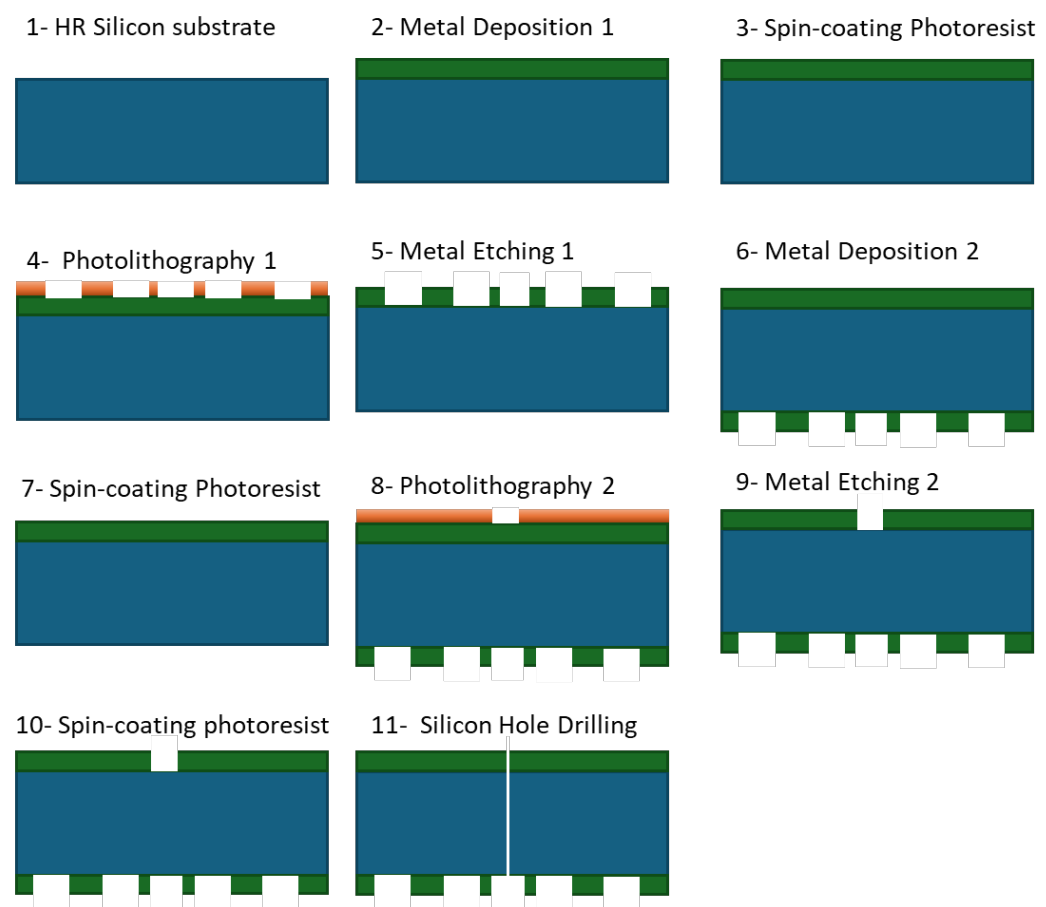 1- HR Silicon substrate
2- Metal Deposition 1
3- Spin-coating Photoresist
4- Photolithography 1
5- Metal Etching 1
6- Metal Deposition 2
7- Spin-coating Photoresist
8- Photolithography 2
9- Metal Etching 2
10- Spin-coating photoresist
11- Silicon Hole Drilling